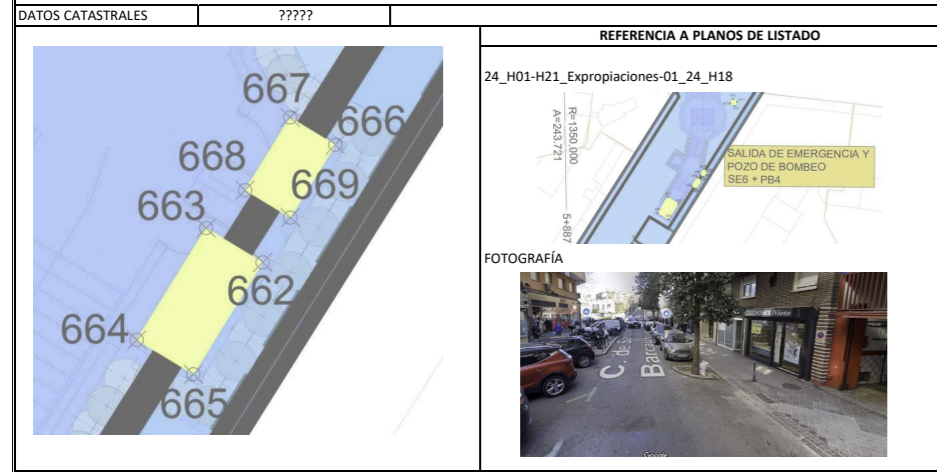 DATOS CATASTRALES ?????
REFERENCIA A PLANOS DE LISTADO
667
666
668
669
663
662
664
665
24_H01-H21_Expropiaciones-01_24_H18
R=1350.000
A=243.721
5+887
SALIDA DE EMERGENCIA Y
POZO DE BOMBEO
SE6 + PB4
FOTOGRAFÍA
C. de S
Nieto
Google